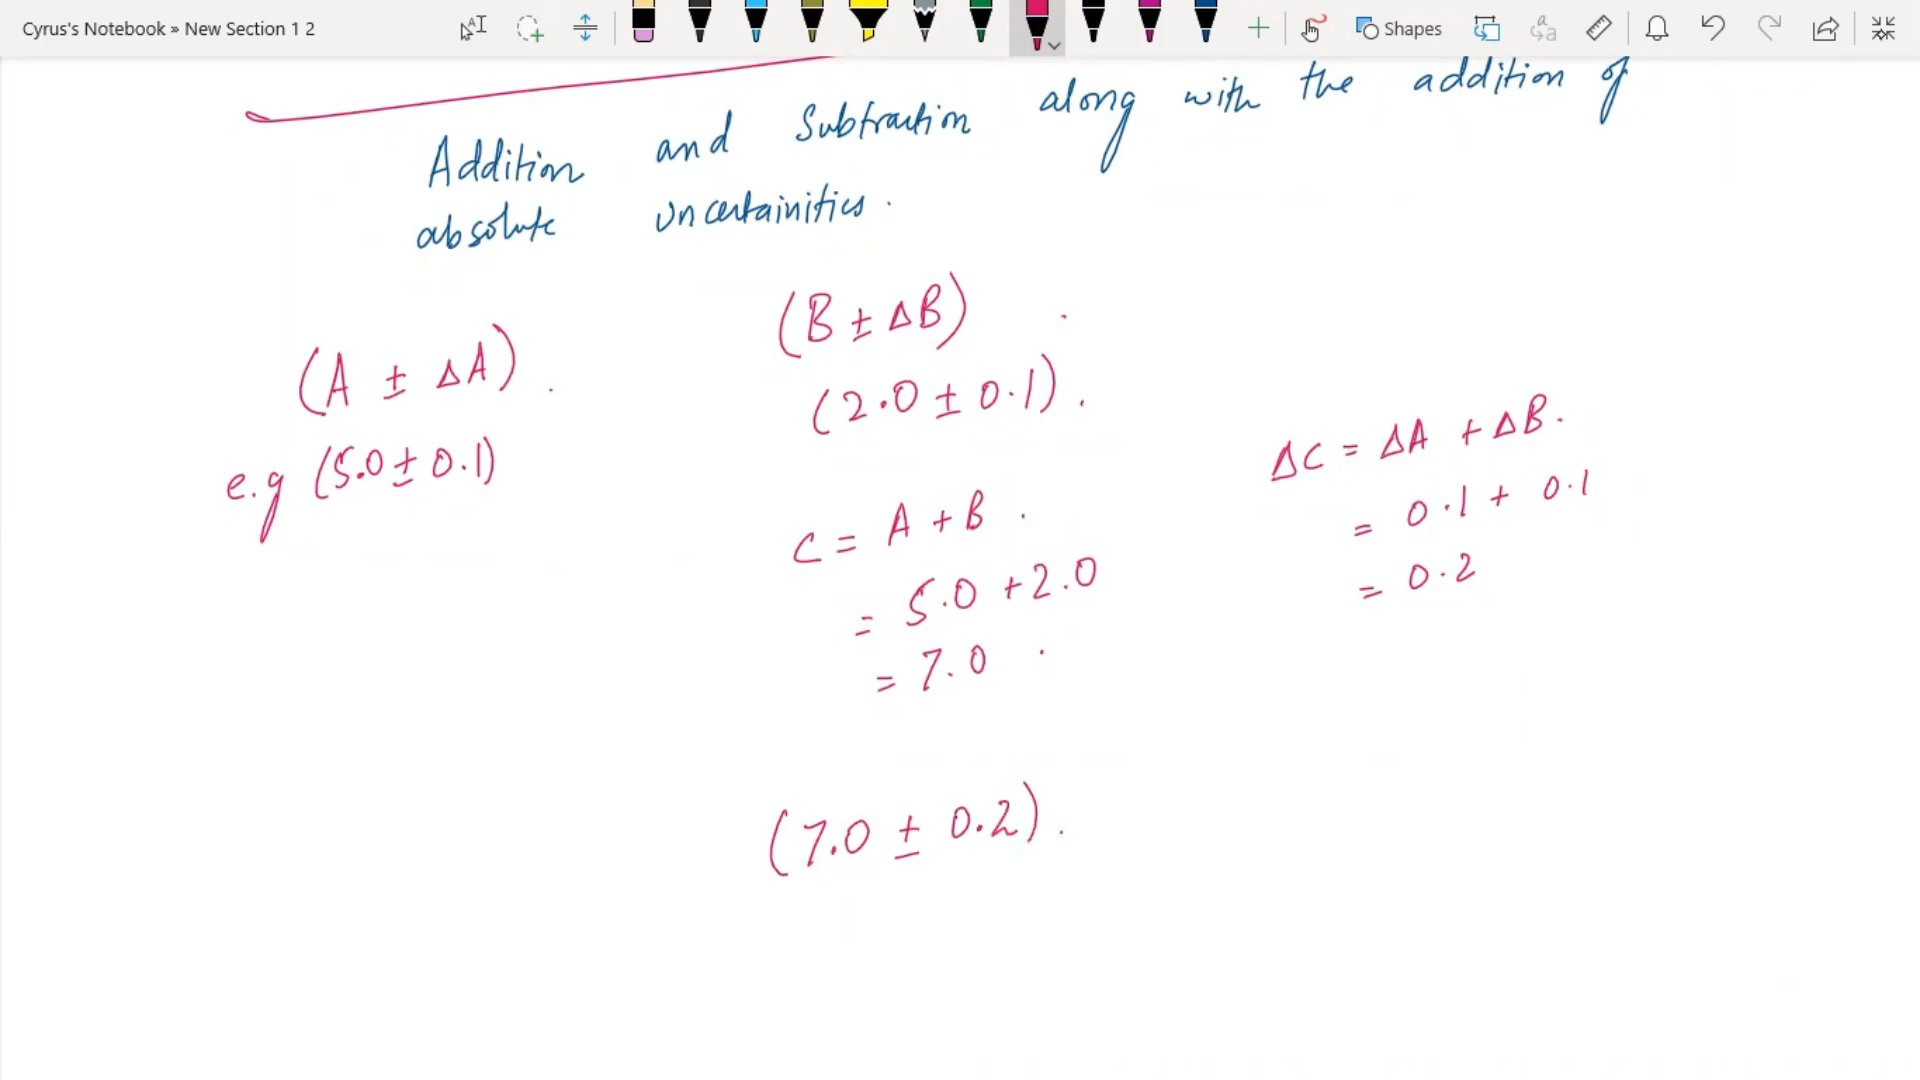 Cyrus's Notebook » New Section 1 2
Shapes
Addition and Subtraction along with the addition of
absolute uncertainities.
(A ± ΔA).
(B ± ΔB).
e.g (5.0 ± 0.1)
(2.0 ± 0.1).
C = A + B.
= 5.0 + 2.0
= 7.0.
ΔC = ΔA + ΔB.
= 0.1 + 0.1
= 0.2
(7.0 ± 0.2).